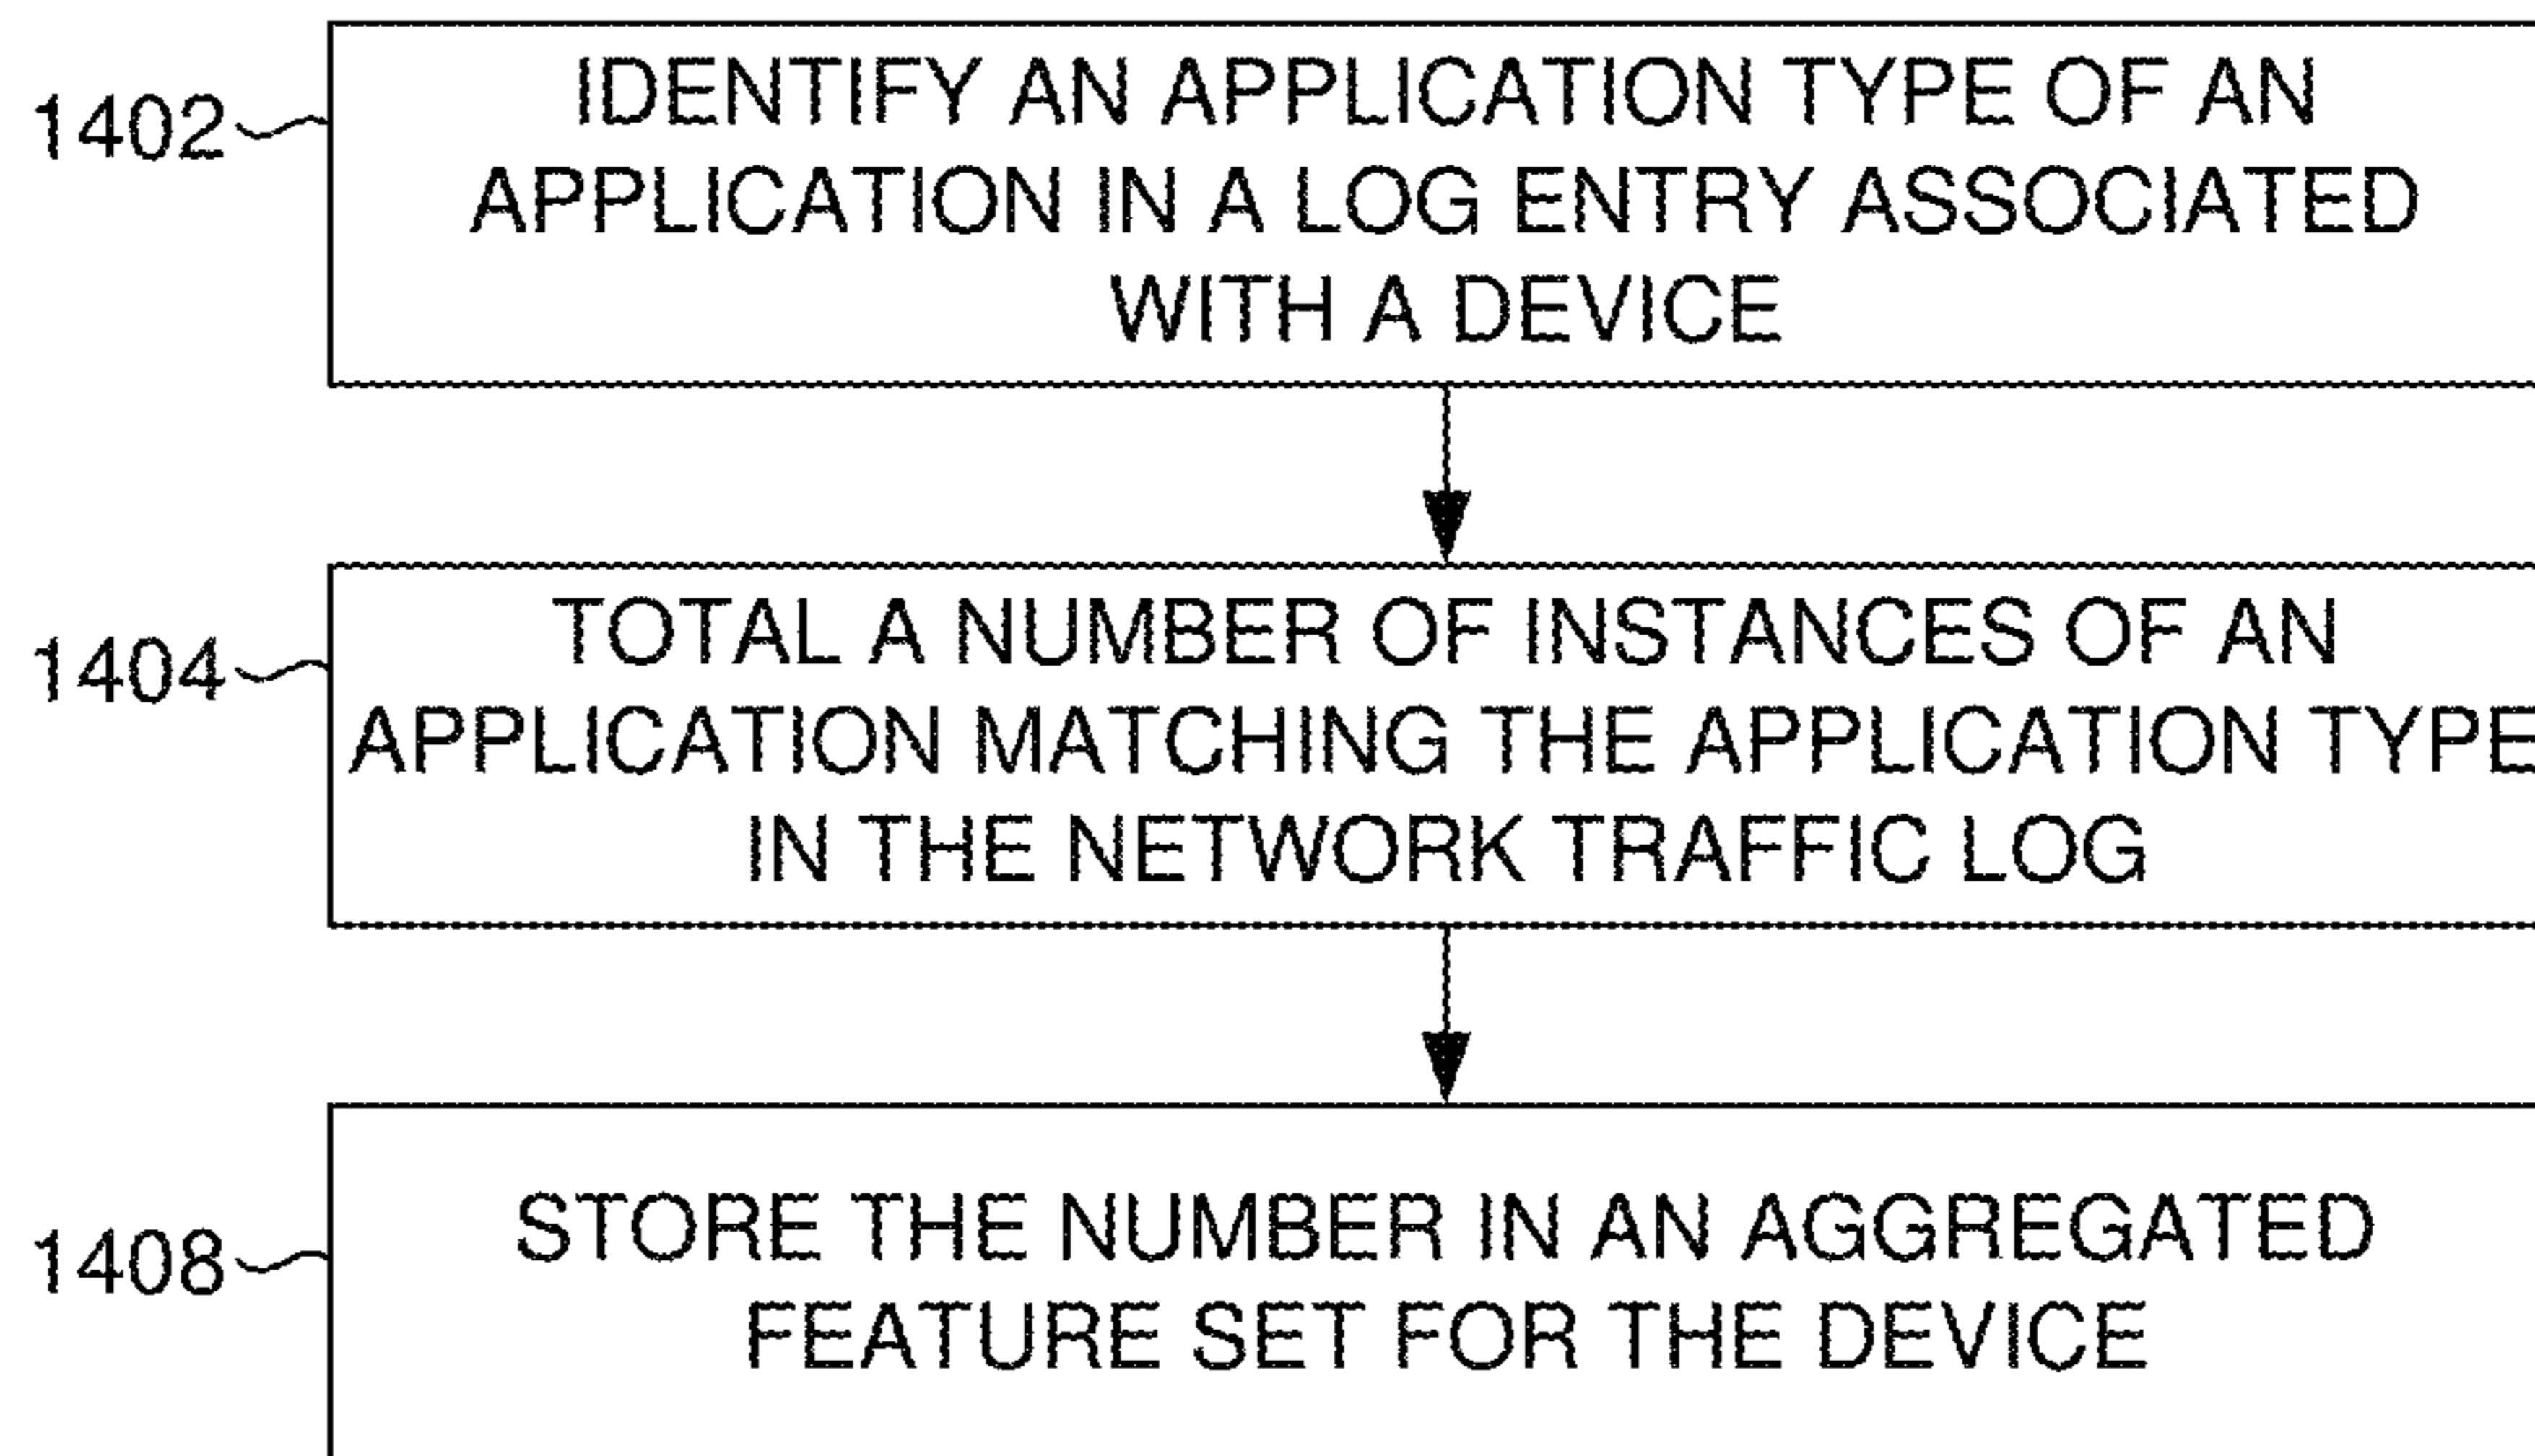 1402
IDENTIFY AN APPLICATION TYPE OF AN
APPLICATION IN A LOG ENTRY ASSOCIATED
WITH A DEVICE
1404
TOTAL A NUMBER OF INSTANCES OF AN
APPLICATION MATCHING THE APPLICATION TYPE
IN THE NETWORK TRAFFIC LOG
1408
STORE THE NUMBER IN AN AGGREGATED
FEATURE SET FOR THE DEVICE